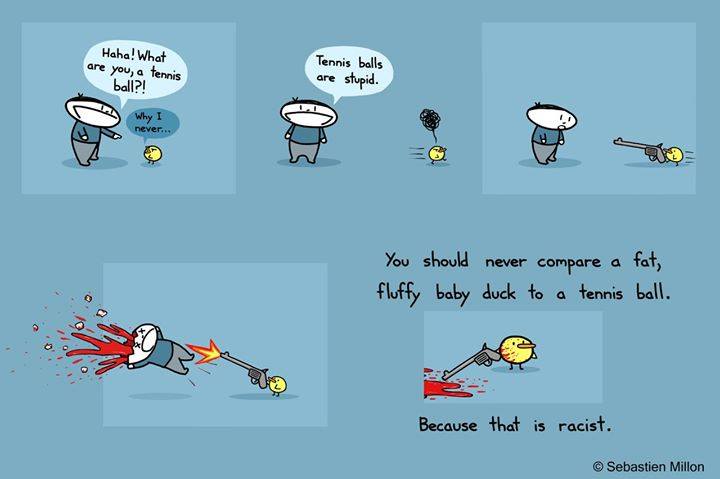 Haha! What
are you, a tennis
ball?!
Why I
never...
Tennis balls
are stupid.
You should never compare a fat,
fluffy baby duck to a tennis ball.
Because that is racist.
© Sebastien Millon